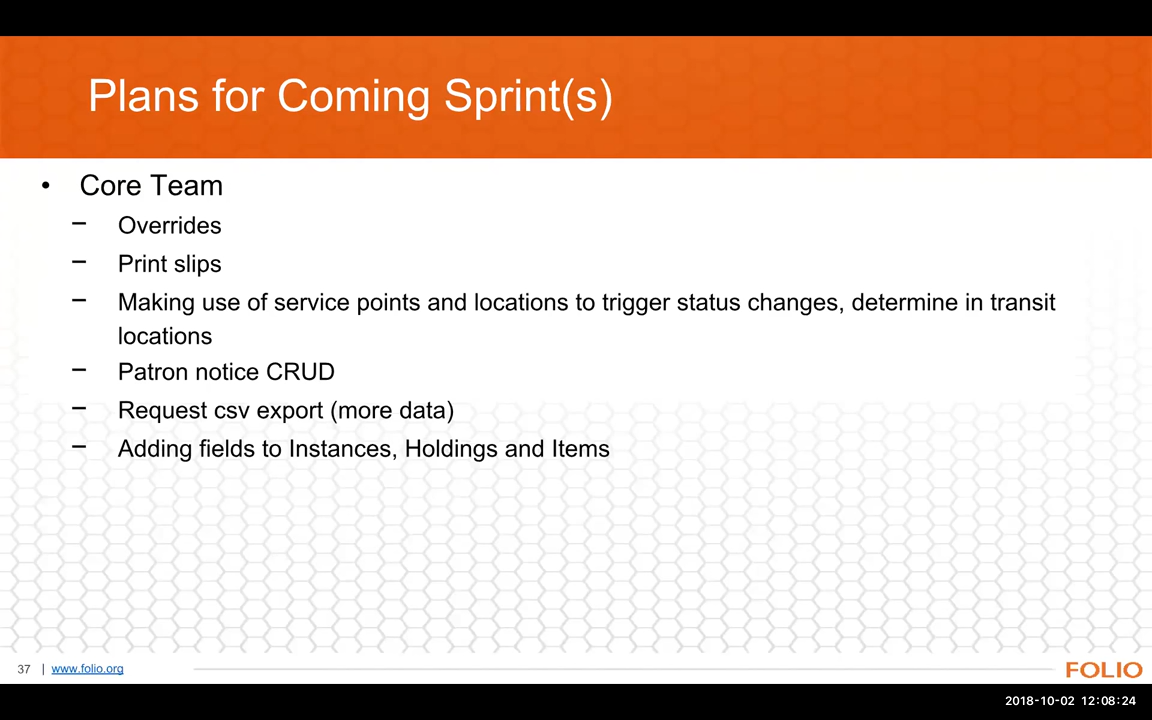 Plans for Coming Sprint(s)
• Core Team
– Overrides
– Print slips
– Making use of service points and locations to trigger status changes, determine in transit
locations
– Patron notice CRUD
– Request csv export (more data)
– Adding fields to Instances, Holdings and Items
37 | www.folio.org
FOLIO
2018-10-02 12:08:24